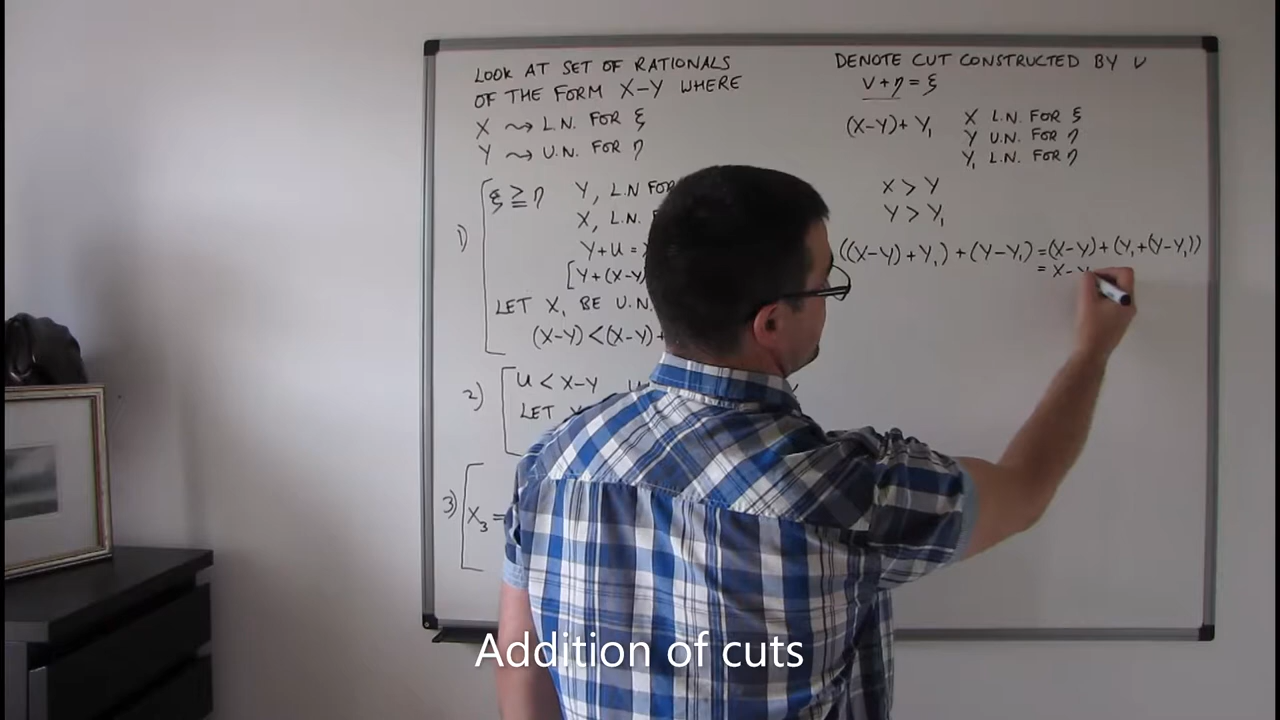 LOOK AT SET OF RATIONALS
OF THE FORM X-Y WHERE
X ⇝ L.N. FOR ξ
Y ⇝ U.N. FOR η
1) ξ ≧ η Y, L.N FOR
X, L.N.
Y+U =
[Y+(X-Y)
LET X, BE U.N.
(X-Y) < (X-Y)+
2) U < X-Y
LET
3) X₃ =
DENOTE CUT CONSTRUCTED BY ν
ν+η = ξ
(X-Y)+Y₁ X L.N. FOR ξ
Y U.N. FOR η
Y₁ L.N. FOR η
X > Y
Y > Y₁
((X-Y)+Y₁)+(Y-Y₁) = (X-Y)+(Y₁+(Y-Y₁))
= X-Y
Addition of cuts